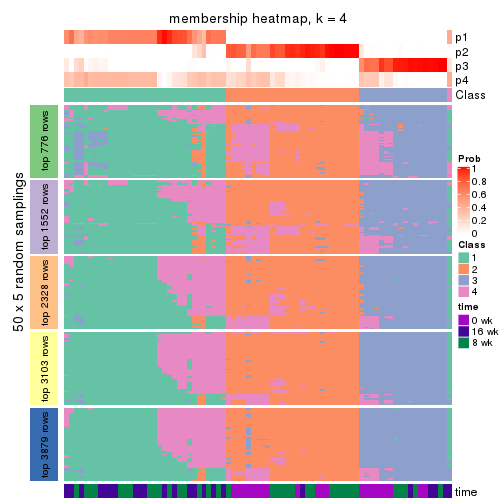 membership heatmap, k = 4
p1
p2
p3
p4
Class
50 x 5 random samplings
top 776 rows
top 1552 rows
top 2328 rows
top 3103 rows
top 3879 rows
time
Prob
1
0.8
0.6
0.4
0.2
0
Class
1
2
3
4
time
0 wk
16 wk
8 wk